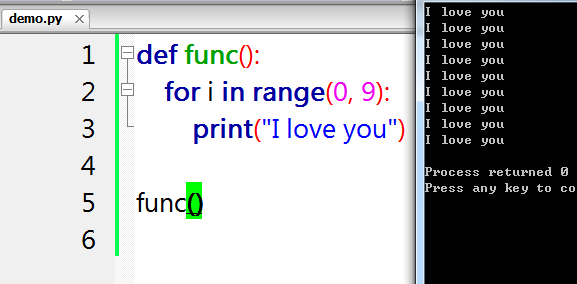 demo.py
1 def func():
2 for i in range(0, 9):
3 print("I love you")
4
5 func()
6
I love you
I love you
I love you
I love you
I love you
I love you
I love you
I love you
I love you
Process returned 0
Press any key to co